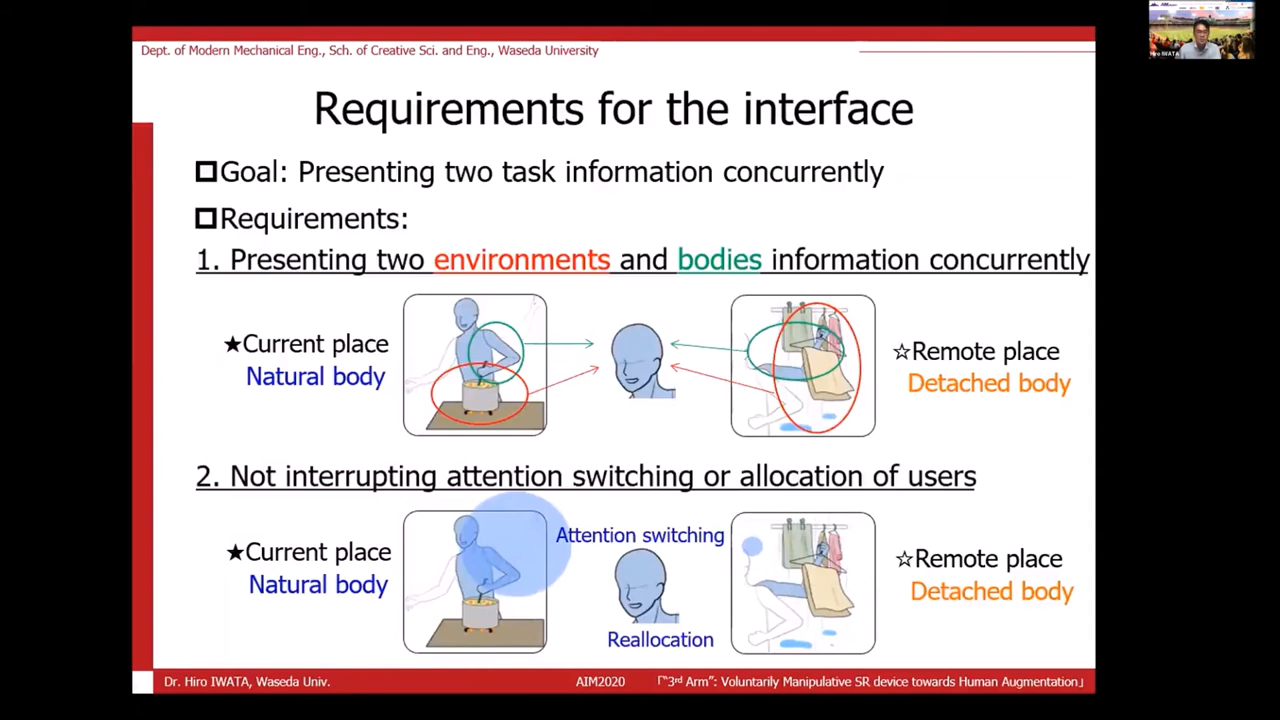 Dept. of Modern Mechanical Eng., Sch. of Creative Sci. and Eng., Waseda University
Requirements for the interface
Goal: Presenting two task information concurrently
Requirements:
1. Presenting two environments and bodies information concurrently
★Current place
Natural body
☆Remote place
Detached body
2. Not interrupting attention switching or allocation of users
★Current place
Natural body
Attention switching
Reallocation
☆Remote place
Detached body
Dr. Hiro IWATA, Waseda Univ.
AIM2020
「"3rd Arm": Voluntarily Manipulative SR device towards Human Augmentation」
Hiro IWATA